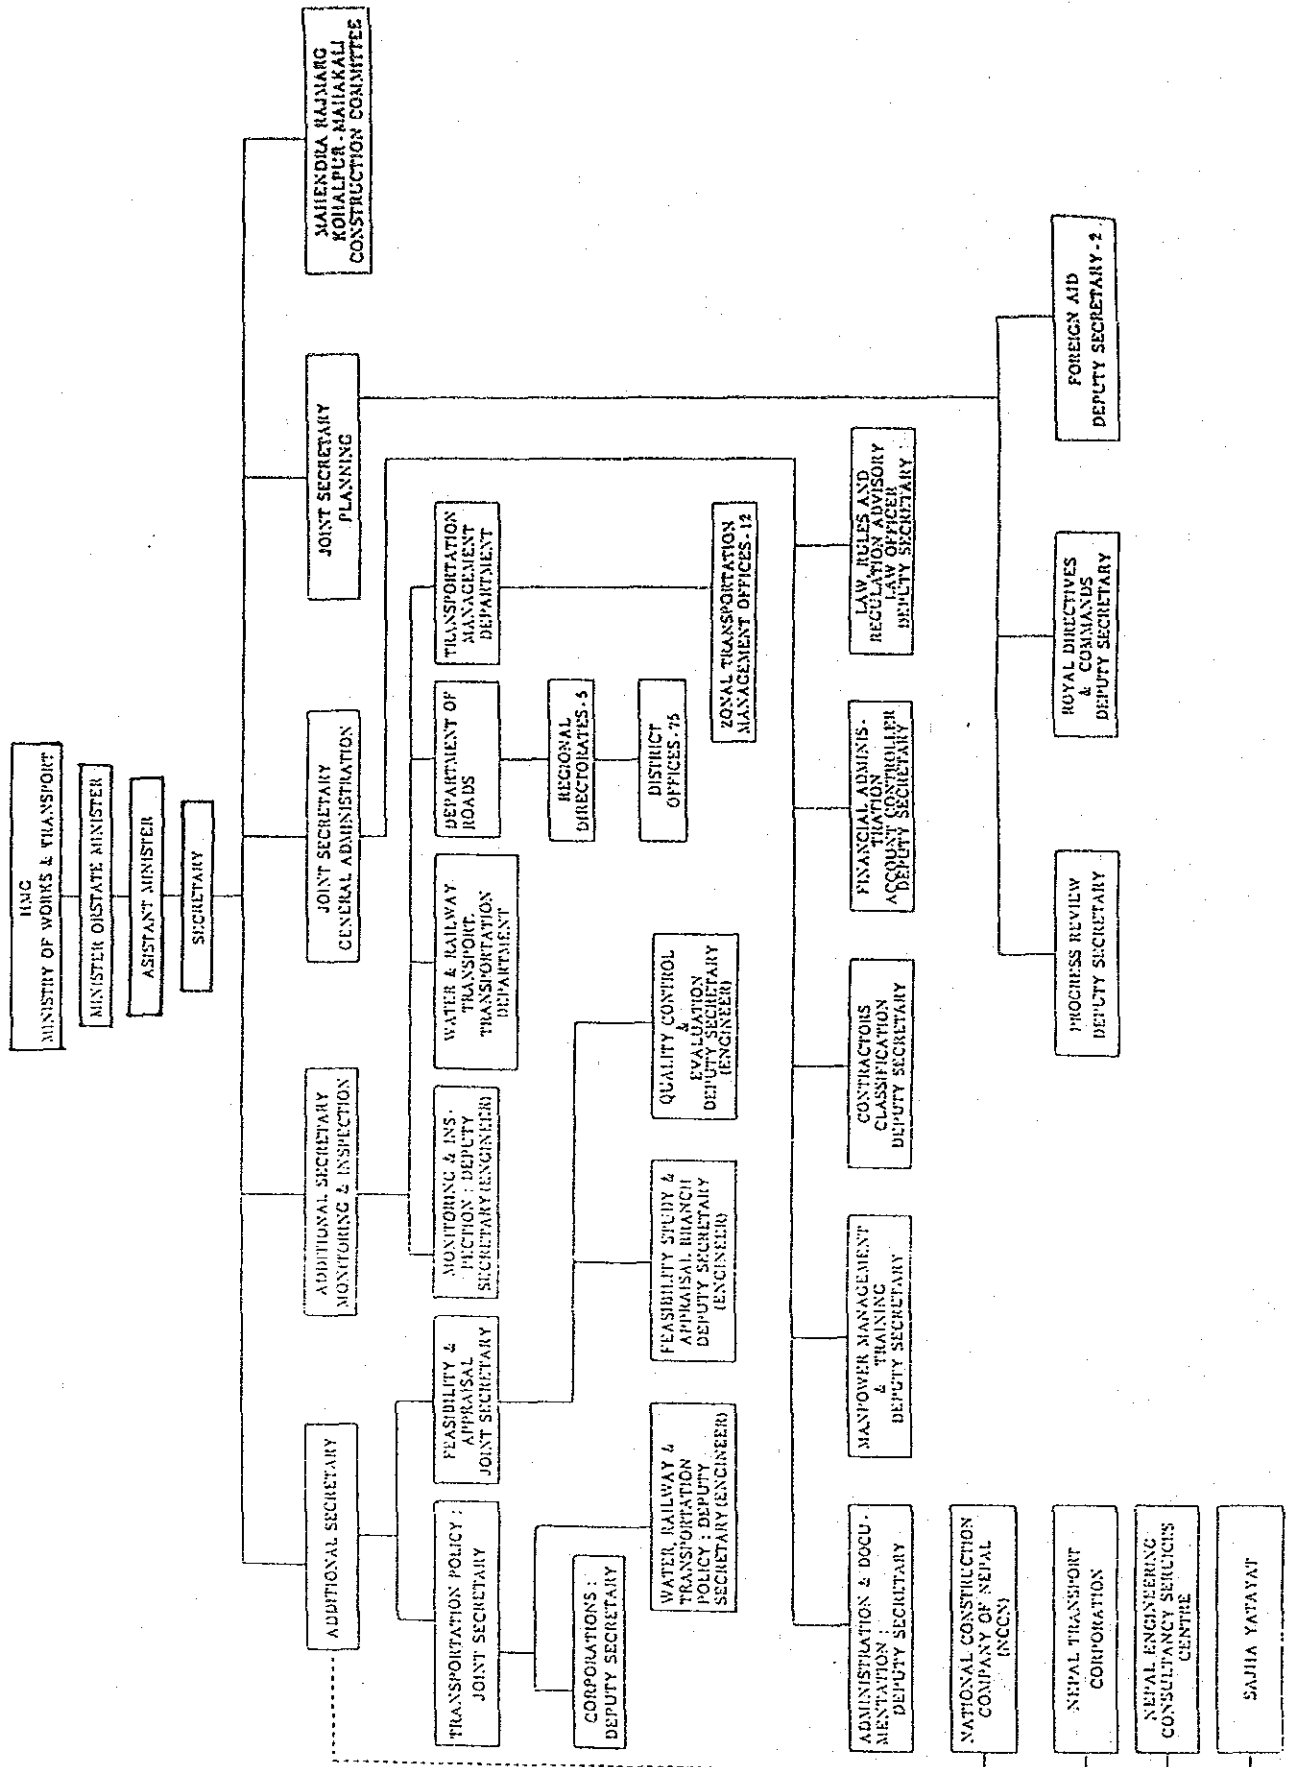 HMG
MINISTRY OF WORKS & TRANSPORT
MINISTER ORSTATE MINISTER
ASISTANT MINISTER
SECRETARY
ADDITIONAL SECRETARY
ADDITIONAL SECRETARY
MONITORING & INSPECTION
JOINT SECRETARY
GENERAL ADMINISTRATION
JOINT SECRETARY
PLANNING
MAHENDRA RAJMARG
KOHALPUR - MAHAKALI
CONSTRUCTION COMMITTEE
TRANSPORTATION POLICY :
JOINT SECRETARY
FEASIBILITY &
APPRAISAL
JOINT SECRETARY
MONITORING & INS-
PECTION : DEPUTY
SECRETARY (ENGINEER)
WATER & RAILWAY
TRANSPORT.
TRANSPORTATION
DEPARTMENT
DEPARTMENT OF
ROADS
TRANSPORTATION
MANAGEMENT
DEPARTMENT
CORPORATIONS :
DEPUTY SECRETARY
REGIONAL
DIRECTORATES - 5
WATER, RAILWAY &
TRANSPORTATION
POLICY : DEPUTY
SECRETARY (ENGINEER)
FEASIBILITY STUDY &
APPRAISAL BRANCH
DEPUTY SECRETARY
(ENGINEER)
QUALITY CONTROL
&
EVALUATION
DEPUTY SECRETARY
(ENGINEER)
DISTRICT
OFFICES - 75
ZONAL TRANSPORTATION
MANAGEMENT OFFICES - 12
ADMINISTRATION & DOCU -
MENTATION :
DEPUTY SECRETARY
MANPOWER MANAGEMENT
& TRAINING
DEPUTY SECRETARY
CONTRACTORS
CLASSIFICATION
DEPUTY SECRETARY
FINANCIAL ADMINIS-
TRATION
ACCOUNT CONTROLLER
DEPUTY SECRETARY
LAW, RULES AND
REGULATION ADVISORY
LAW OFFICER
DEPUTY SECRETARY :
NATIONAL CONSTRUCTION
COMPANY OF NEPAL
(NCCN)
NEPAL TRANSPORT
CORPORATION
PROGRESS REVIEW
DEPUTY SECRETARY
ROYAL DIRECTIVES
& COMMANDS
DEPUTY SECRETARY
FOREIGN AID
DEPUTY SECRETARY - 2
NEPAL ENGINEERING
CONSULTANCY SERVICES
CENTRE
SAJHA YATAYAT